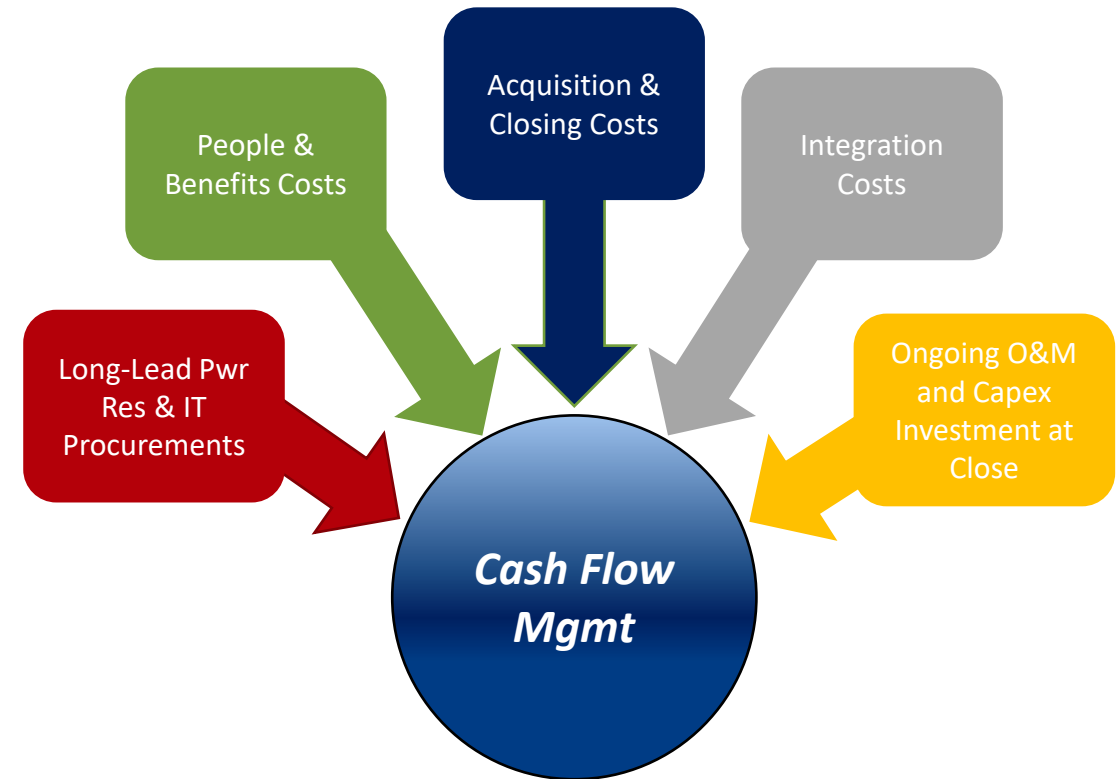 Acquisition &
Closing Costs
People &
Benefits Costs
Integration
Costs
Long-Lead Pwr
Res & IT
Procurements
Ongoing O&M
and Capex
Investment at
Close
Cash Flow
Mgmt